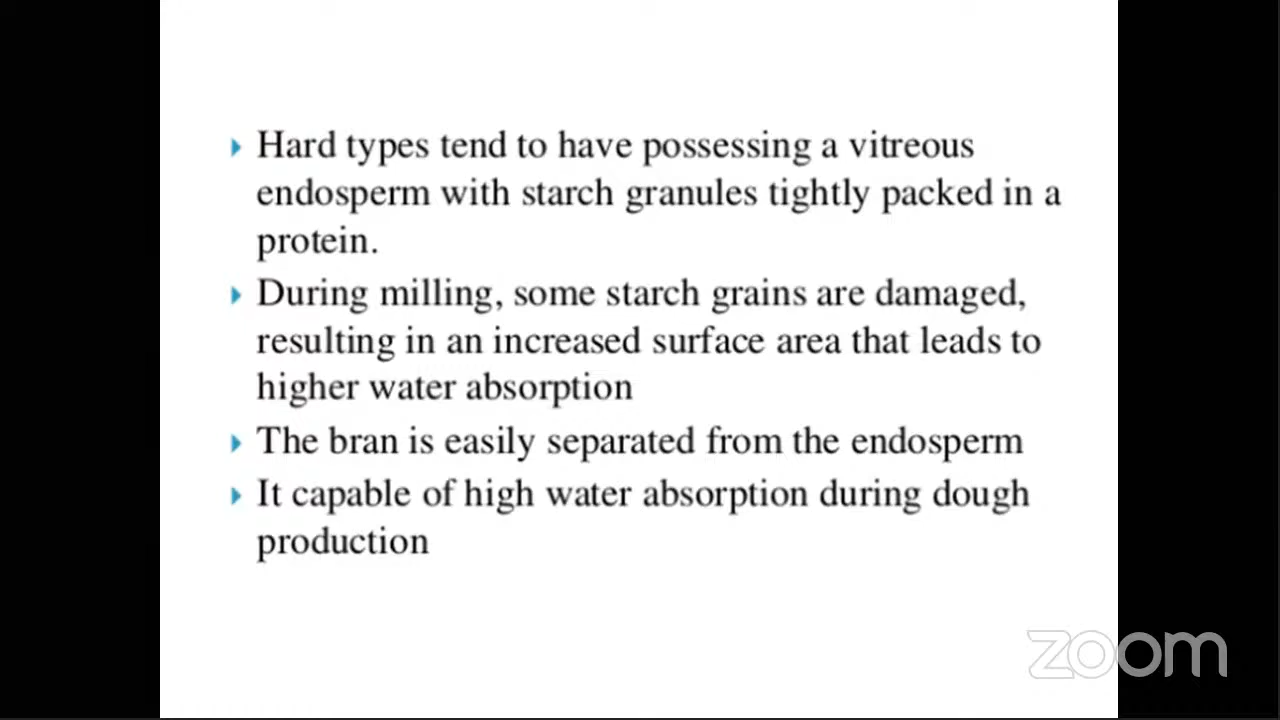 Hard types tend to have possessing a vitreous
endosperm with starch granules tightly packed in a
protein.
During milling, some starch grains are damaged,
resulting in an increased surface area that leads to
higher water absorption
The bran is easily separated from the endosperm
It capable of high water absorption during dough
production
zoom